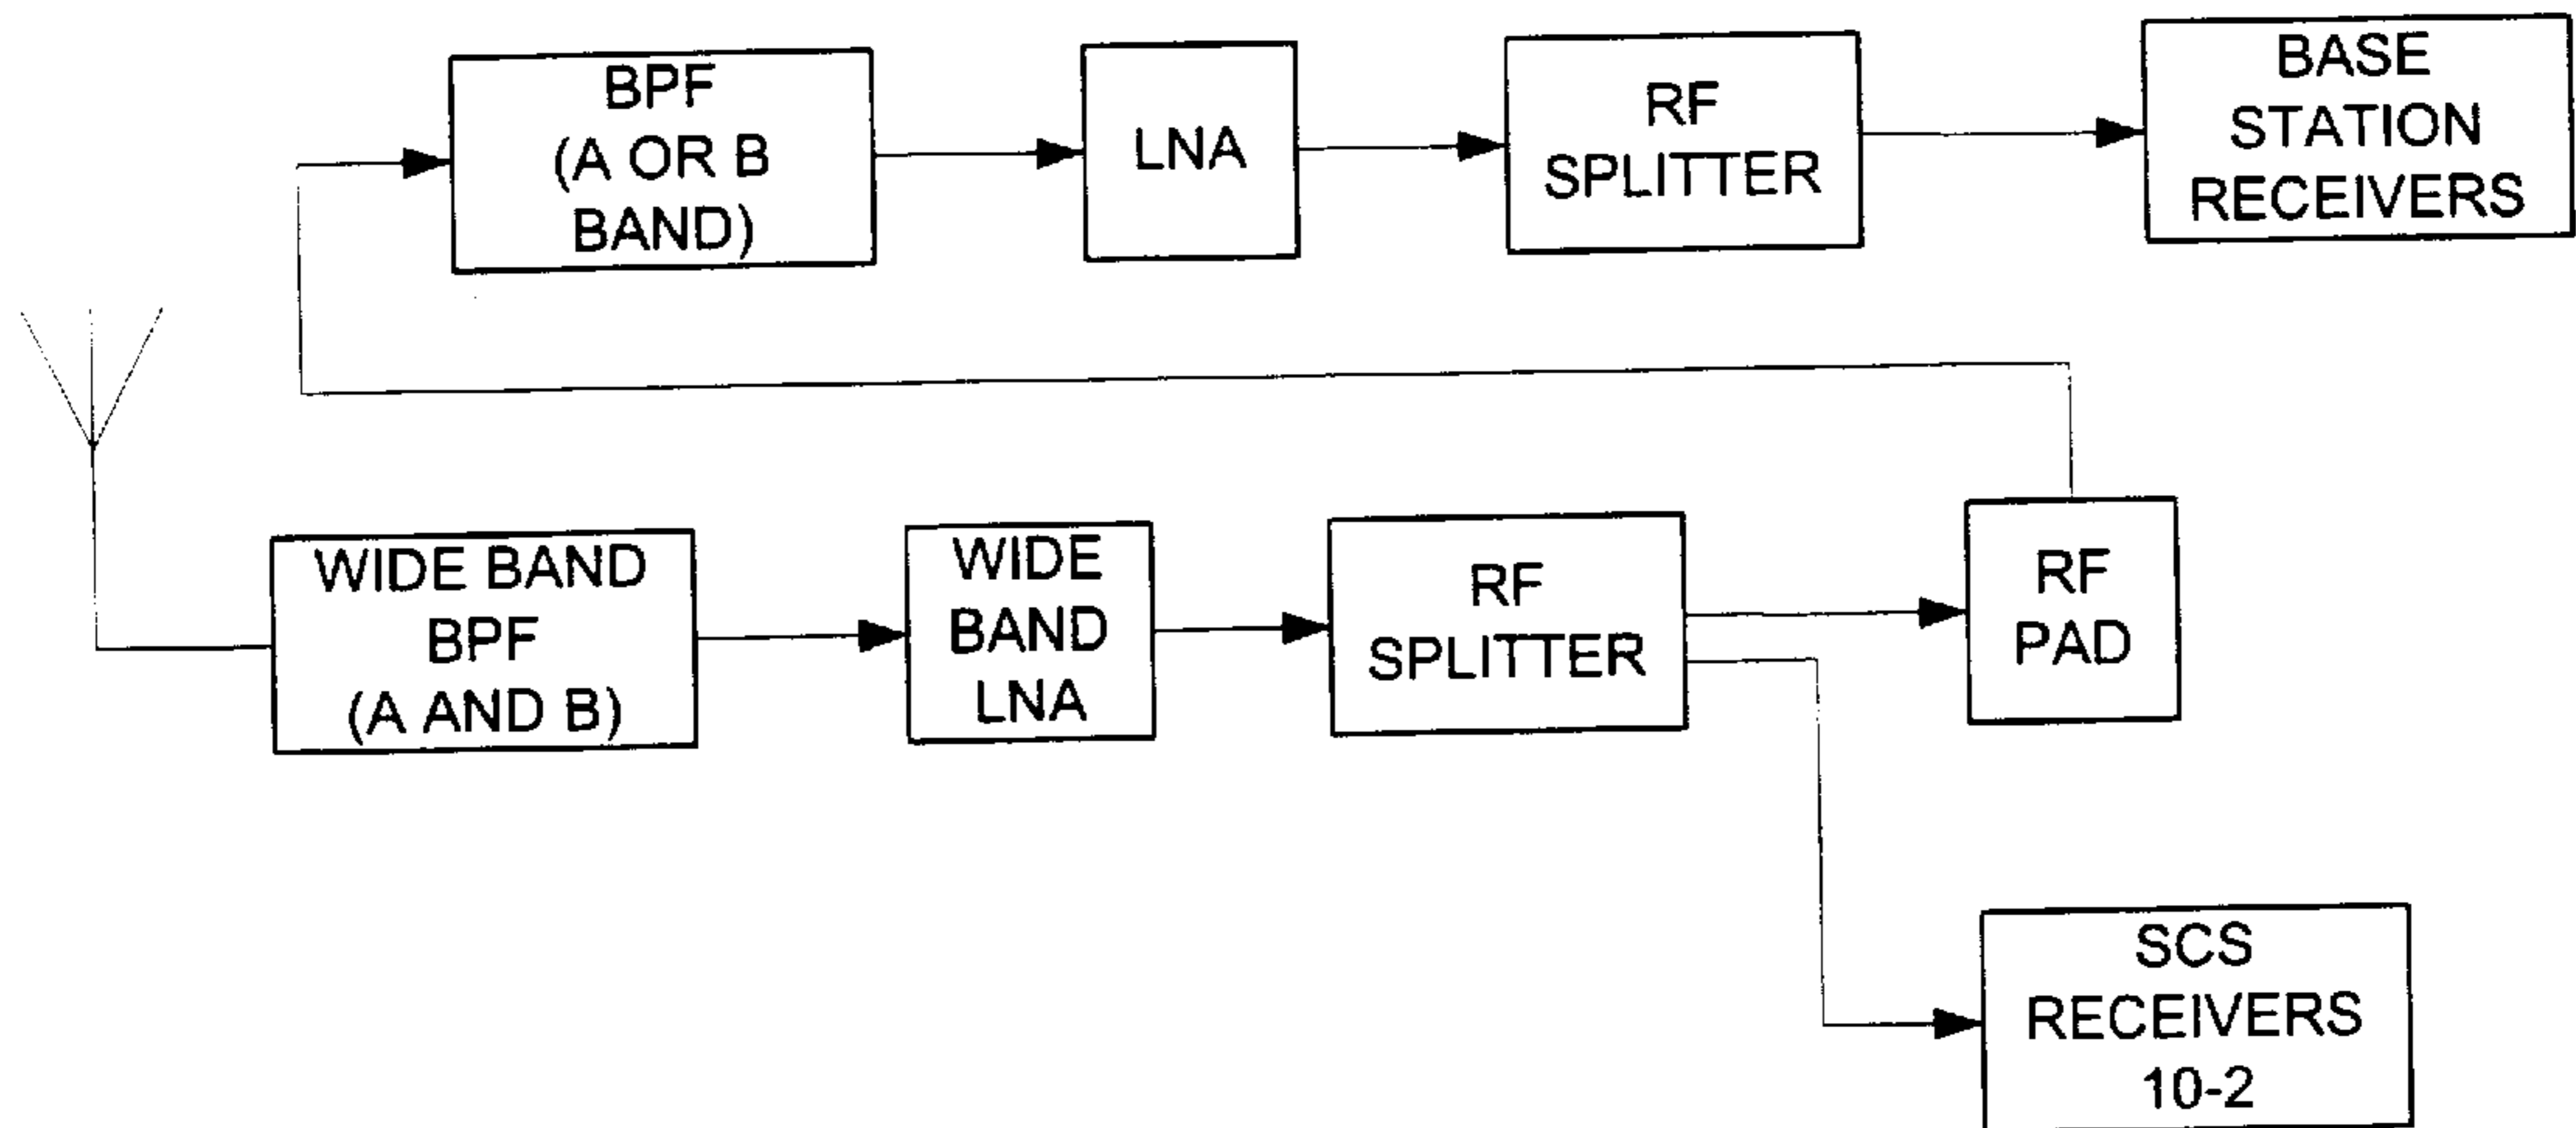 BPF
(A OR B
BAND)
LNA
RF
SPLITTER
BASE
STATION
RECEIVERS
WIDE BAND
BPF
(A AND B)
WIDE
BAND
LNA
RF
SPLITTER
RF
PAD
SCS
RECEIVERS
10-2